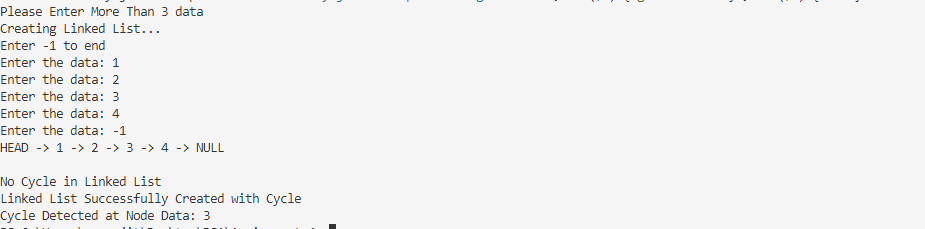 Please Enter More Than 3 data
Creating Linked List...
Enter -1 to end
Enter the data: 1
Enter the data: 2
Enter the data: 3
Enter the data: 4
Enter the data: -1
HEAD -> 1 -> 2 -> 3 -> 4 -> NULL
No Cycle in Linked List
Linked List Successfully Created with Cycle
Cycle Detected at Node Data: 3